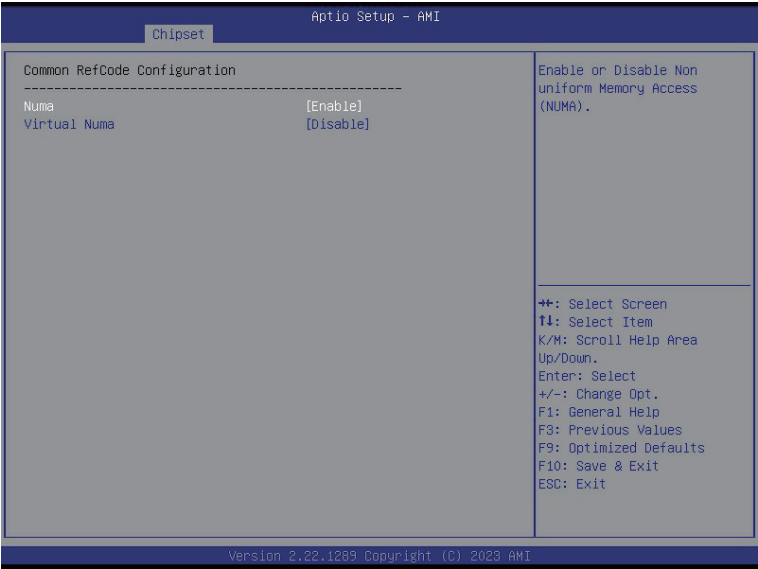 Aptio Setup – AMI
Chipset
Common RefCode Configuration
--------------------------------------------------
Numa [Enable]
Virtual Numa [Disable]
Enable or Disable Non
uniform Memory Access
(NUMA).
→←: Select Screen
↑↓: Select Item
K/M: Scroll Help Area
Up/Down.
Enter: Select
+/-: Change Opt.
F1: General Help
F3: Previous Values
F9: Optimized Defaults
F10: Save & Exit
ESC: Exit
Version 2.22.1289 Copyright (C) 2023 AMI